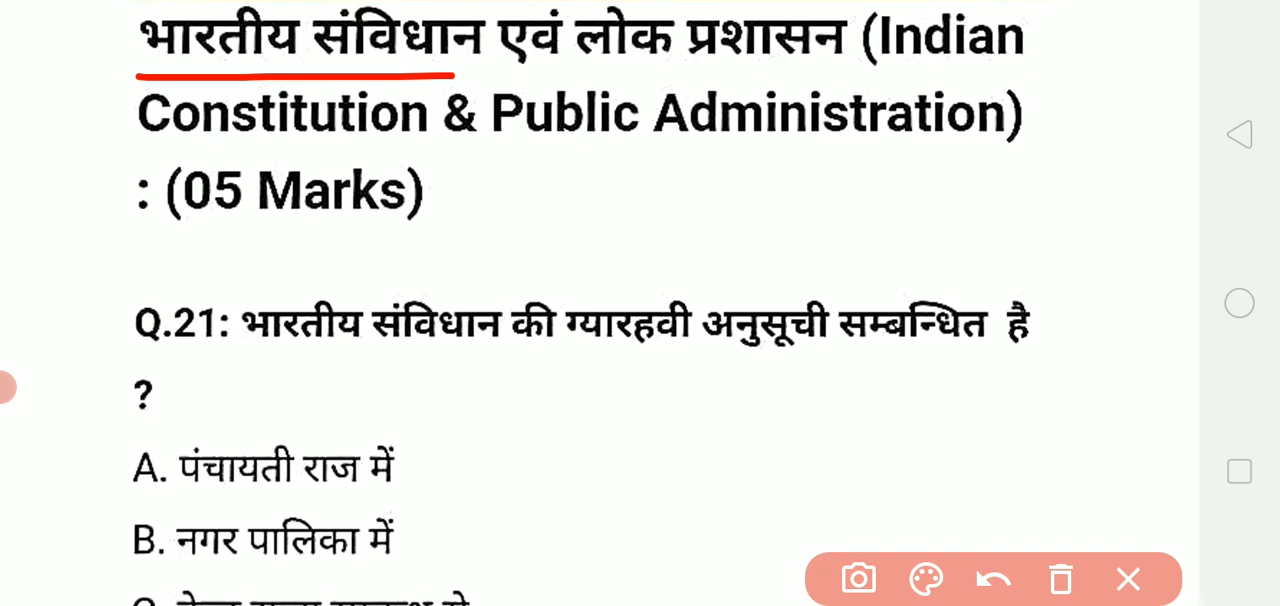 भारतीय संविधान एवं लोक प्रशासन (Indian
Constitution & Public Administration)
: (05 Marks)
Q.21: भारतीय संविधान की ग्यारहवी अनुसूची सम्बन्धित है
?
A. पंचायती राज में
B. नगर पालिका में